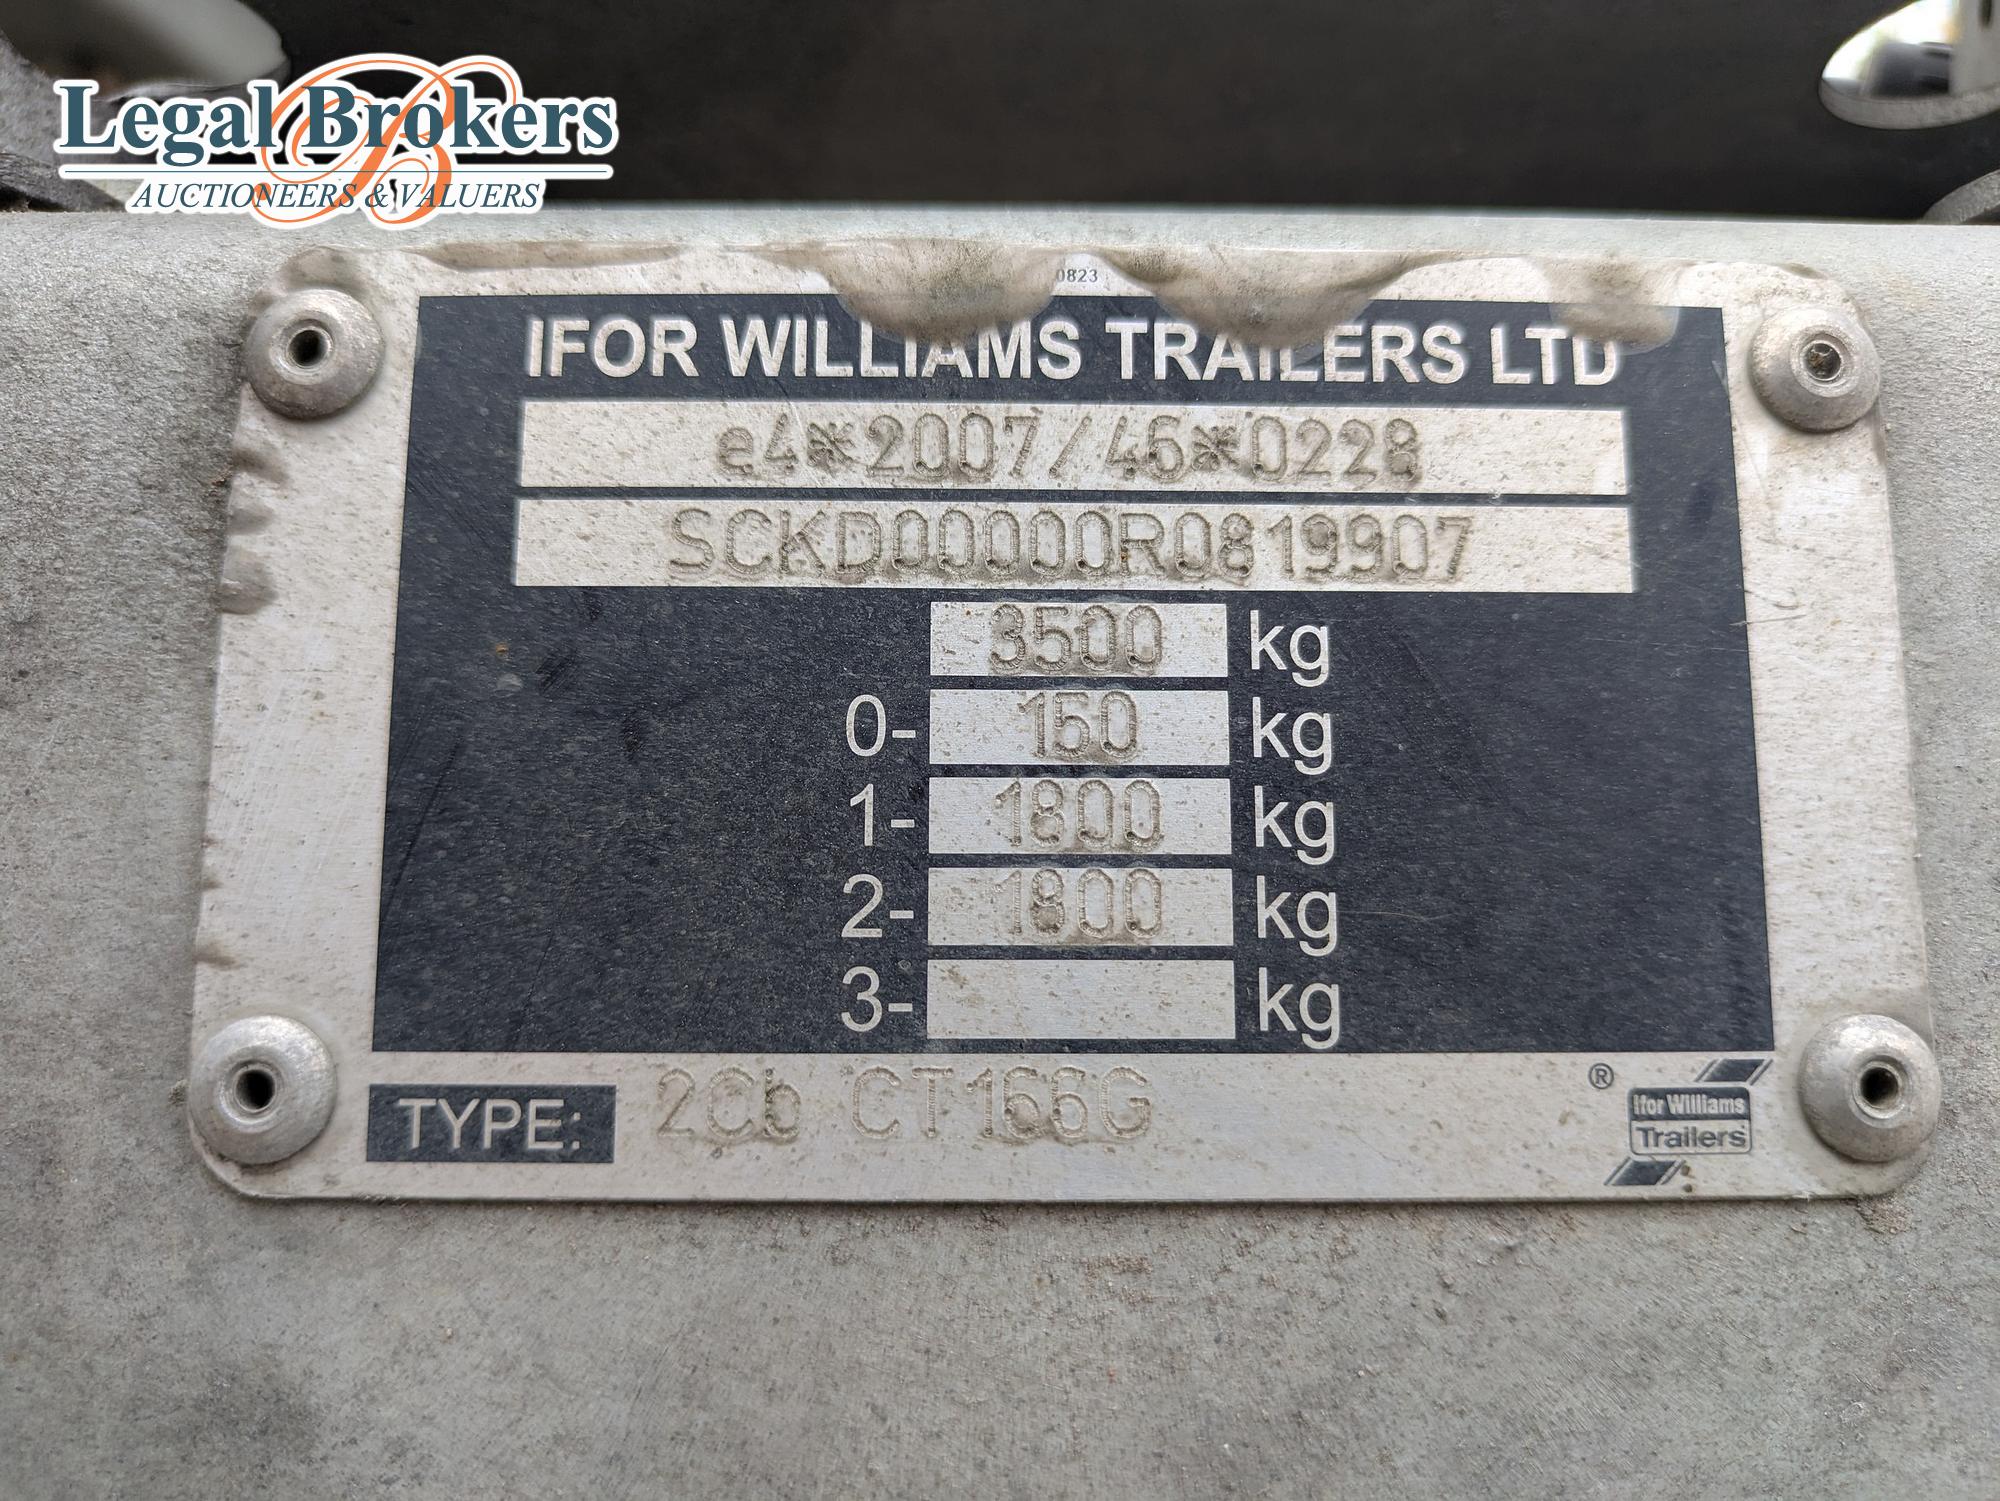 Legal Brokers
AUCTIONEERS & VALUERS
0823
IFOR WILLIAMS TRAILERS LTD
e4*2007/46*0228
SCKD00000R0819907
3500 kg
0- 150 kg
1- 1800 kg
2- 1800 kg
3- kg
TYPE: 2Cb CT166G
®
Ifor Williams
Trailers